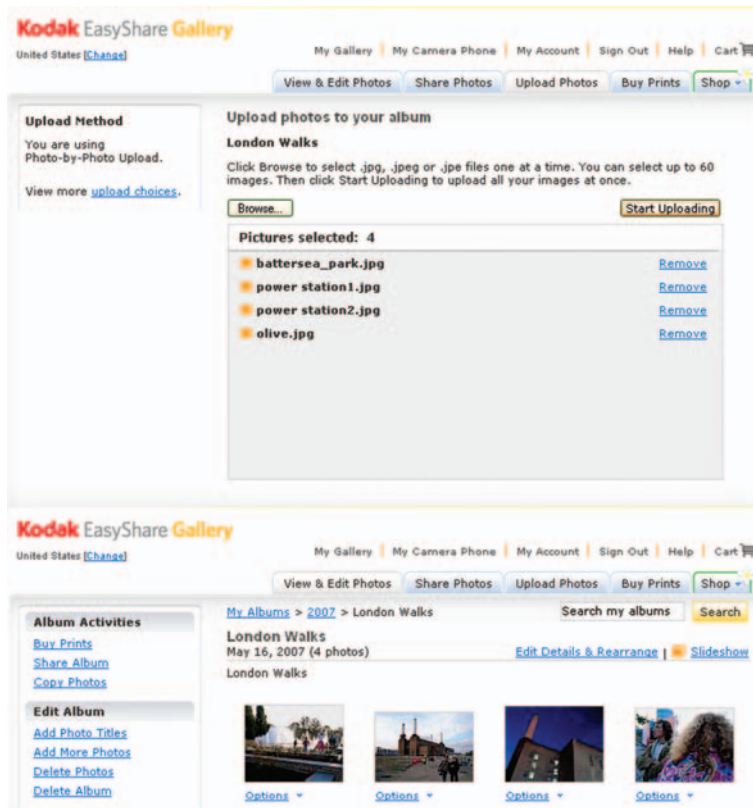 Kodak EasyShare Gallery
United States [Change]
My Gallery | My Camera Phone | My Account | Sign Out | Help | Cart
View & Edit Photos Share Photos Upload Photos Buy Prints Shop
Upload Method
You are using
Photo-by-Photo Upload.
View more upload choices.
Upload photos to your album
London Walks
Click Browse to select .jpg, .jpeg or .jpe files one at a time. You can select up to 60
images. Then click Start Uploading to upload all your images at once.
Browse... Start Uploading
Pictures selected: 4
battersea_park.jpg Remove
power station1.jpg Remove
power station2.jpg Remove
olive.jpg Remove
Kodak EasyShare Gallery
United States [Change]
My Gallery | My Camera Phone | My Account | Sign Out | Help | Cart
View & Edit Photos Share Photos Upload Photos Buy Prints Shop
Album Activities
Buy Prints
Share Album
Copy Photos
Edit Album
Add Photo Titles
Add More Photos
Delete Photos
Delete Album
My Albums > 2007 > London Walks Search my albums Search
London Walks
May 16, 2007 (4 photos) Edit Details & Rearrange | Slideshow
London Walks
Options Options Options Options